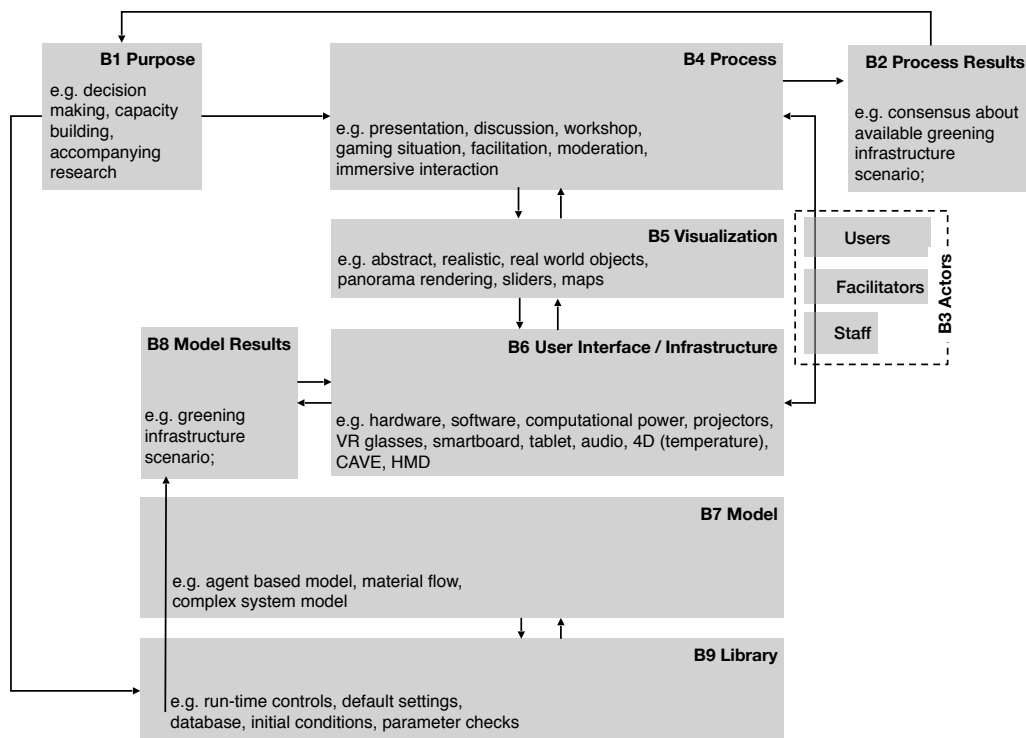 B1 Purpose
e.g. decision
making, capacity
building,
accompanying
research
B4 Process
e.g. presentation, discussion, workshop,
gaming situation, facilitation, moderation,
immersive interaction
B2 Process Results
e.g. consensus about
available greening
infrastructure
scenario;
B5 Visualization
e.g. abstract, realistic, real world objects,
panorama rendering, sliders, maps
Users
Facilitators
Staff
B3 Actors
B8 Model Results
e.g. greening
infrastructure
scenario;
B6 User Interface / Infrastructure
e.g. hardware, software, computational power, projectors,
VR glasses, smartboard, tablet, audio, 4D (temperature),
CAVE, HMD
B7 Model
e.g. agent based model, material flow,
complex system model
B9 Library
e.g. run-time controls, default settings,
database, initial conditions, parameter checks